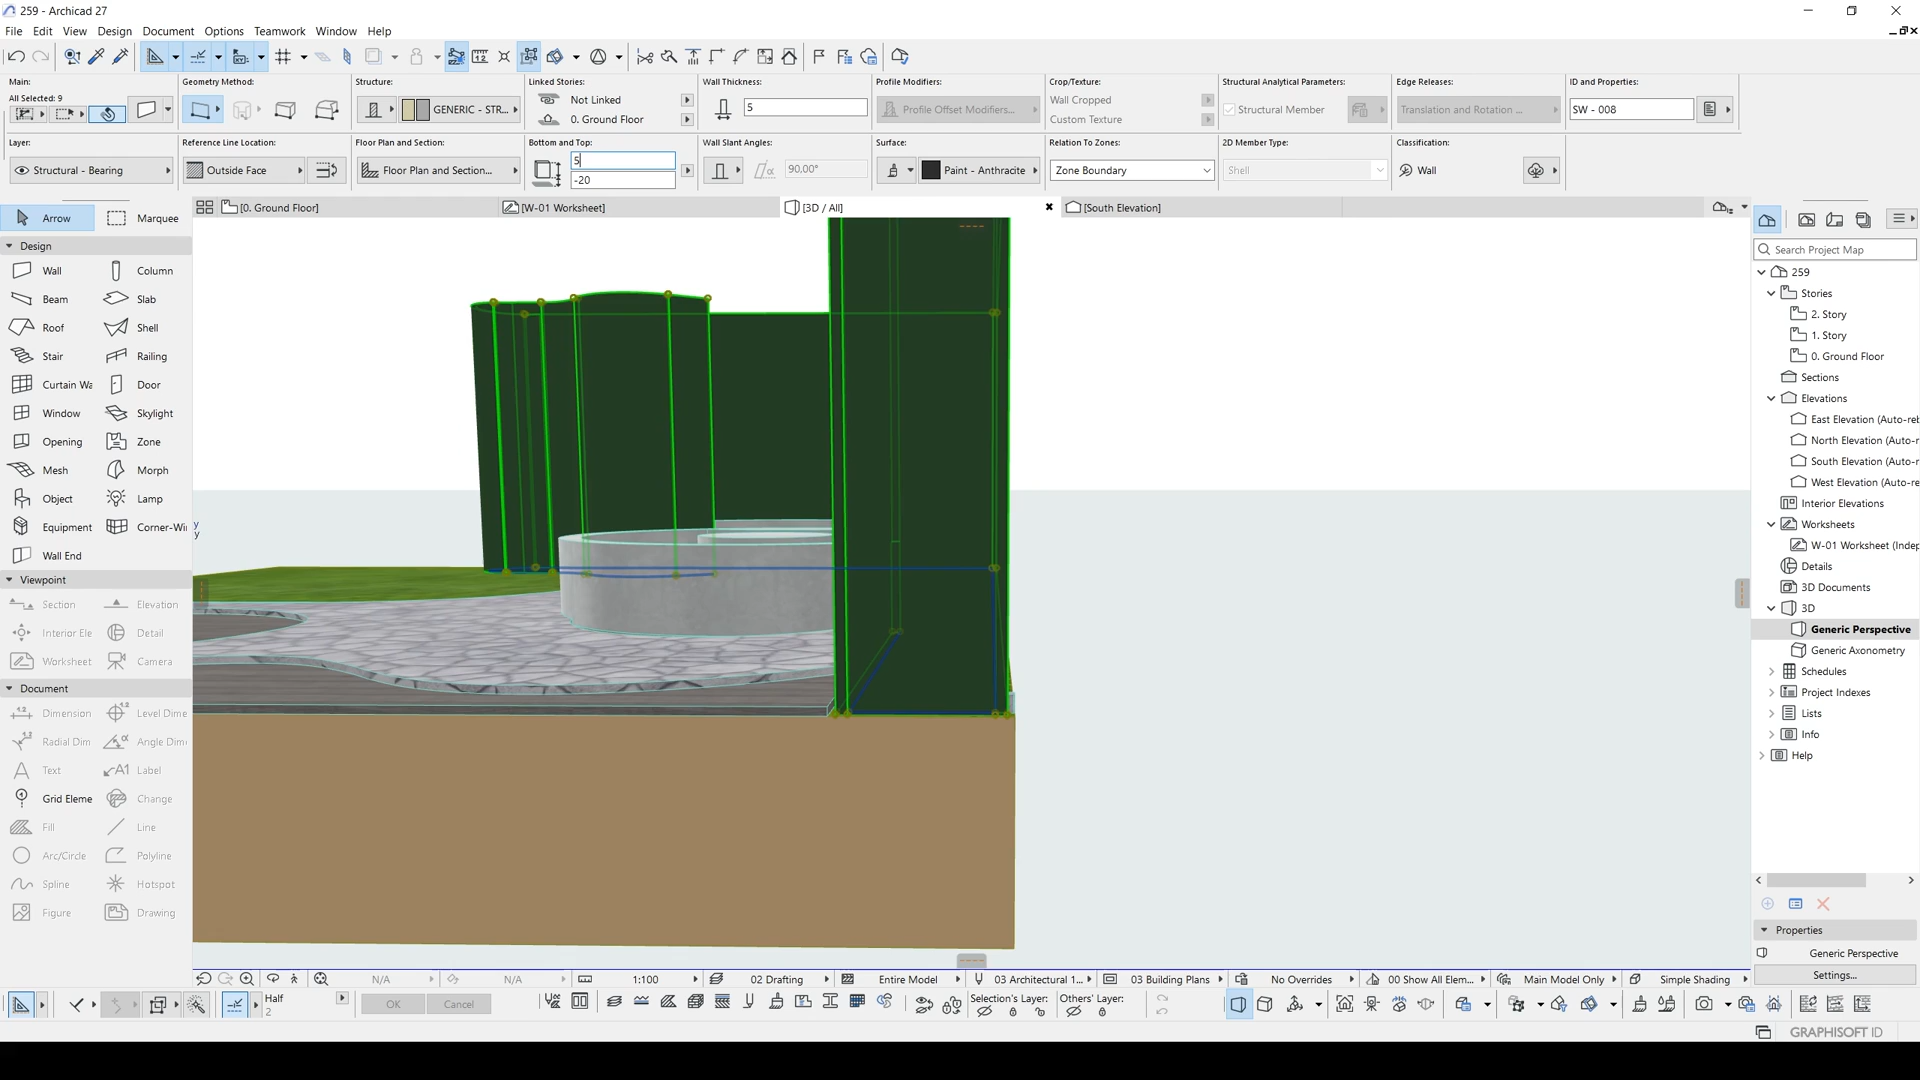 259 - Archicad 27
File Edit View Design Document Options Teamwork Window Help
Main: Geometry Method: Structure: Linked Stories: Wall Thickness: Profile Modifiers: Crop/Texture: Structural Analytical Parameters: Edge Releases: ID and Properties:
All Selected: 9 GENERIC - STR... Not Linked 5 Profile Offset Modifiers... Wall Cropped Structural Member Translation and Rotation ... SW - 008
0. Ground Floor Custom Texture
Layer: Reference Line Location: Floor Plan and Section: Bottom and Top: Wall Slant Angles: Surface: Relation To Zones: 2D Member Type: Classification:
Structural - Bearing Outside Face Floor Plan and Section... 5 90,00° Paint - Anthracite Zone Boundary Shell Wall
-20
[0. Ground Floor] [W-01 Worksheet] [3D / All] [South Elevation]
Arrow Marquee
Design
Wall Column
Beam Slab
Roof Shell
Stair Railing
Curtain Wa Door
Window Skylight
Opening Zone
Mesh Morph
Object Lamp
Equipment Corner-Wi
Wall End
Viewpoint
Section Elevation
Interior Ele Detail
Worksheet Camera
Document
Dimension Level Dime
Radial Dim Angle Dim
Text A1 Label
Grid Eleme Change
Fill Line
Arc/Circle Polyline
Spline Hotspot
Figure Drawing
y
y
Search Project Map
259
Stories
2. Story
1. Story
0. Ground Floor
Sections
Elevations
East Elevation (Auto-reb
North Elevation (Auto-r
South Elevation (Auto-r
West Elevation (Auto-re
Interior Elevations
Worksheets
W-01 Worksheet (Indep
Details
3D Documents
3D
Generic Perspective
Generic Axonometry
Schedules
Project Indexes
Lists
Info
Help
Properties
Generic Perspective
Settings...
N/A N/A 1:100 02 Drafting Entire Model 03 Architectural 1... 03 Building Plans No Overrides 00 Show All Elem... Main Model Only Simple Shading
Half
2
OK Cancel Selection's Layer: Others' Layer:
GRAPHISOFT ID